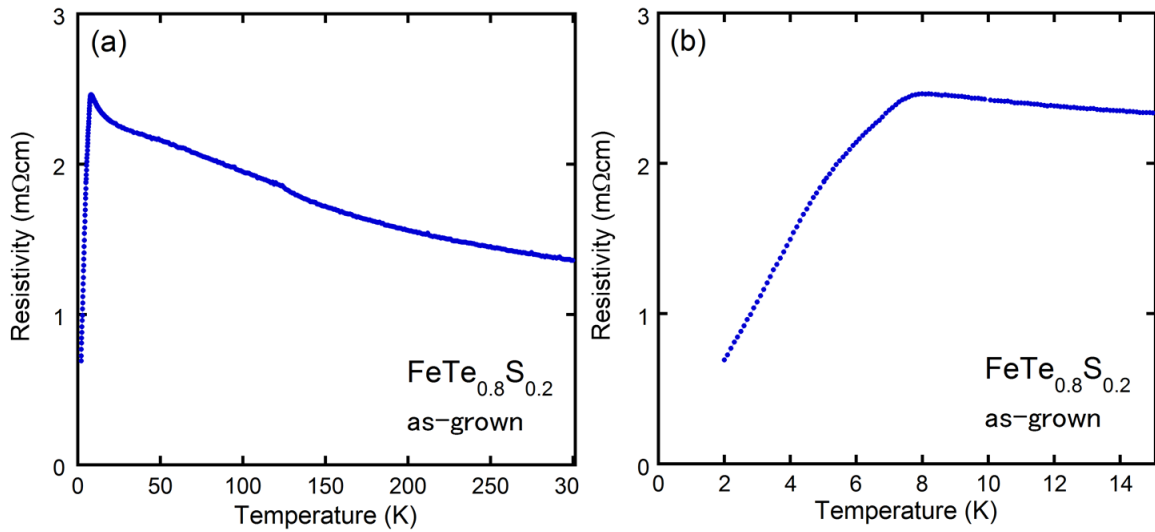 (a)
3
2
1
0
Resistivity (mΩcm)
0 50 100 150 200 250 30
Temperature (K)
FeTe0.8S0.2
as-grown
(b)
3
2
1
0
Resistivity (mΩcm)
0 2 4 6 8 10 12 14
Temperature (K)
FeTe0.8S0.2
as-grown